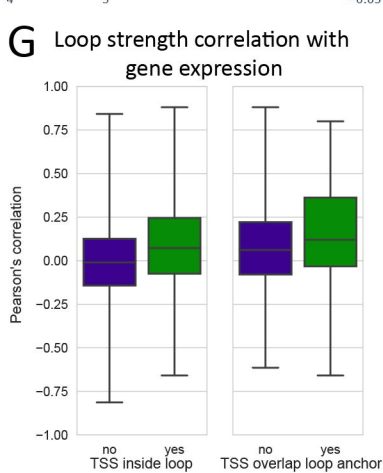 G Loop strength correlation with
gene expression
1.00
0.75
0.50
0.25
0.00
−0.25
−0.50
−0.75
−1.00
Pearson's correlation
no yes no yes
TSS inside loop TSS overlap loop anchor